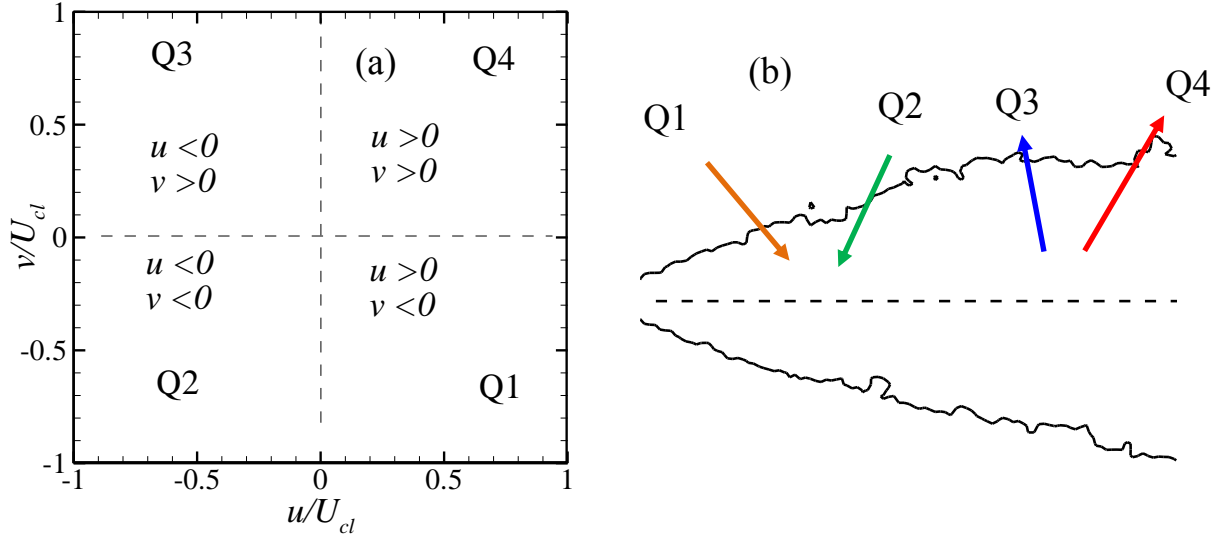 1
Q3
(a)
Q4
0.5
u <0
v >0
u >0
v >0
v/U_cl
0
u <0
v <0
u >0
v <0
-0.5
Q2
Q1
-1
-1
-0.5
0
0.5
1
u/U_cl
(b)
Q1
Q2
Q3
Q4